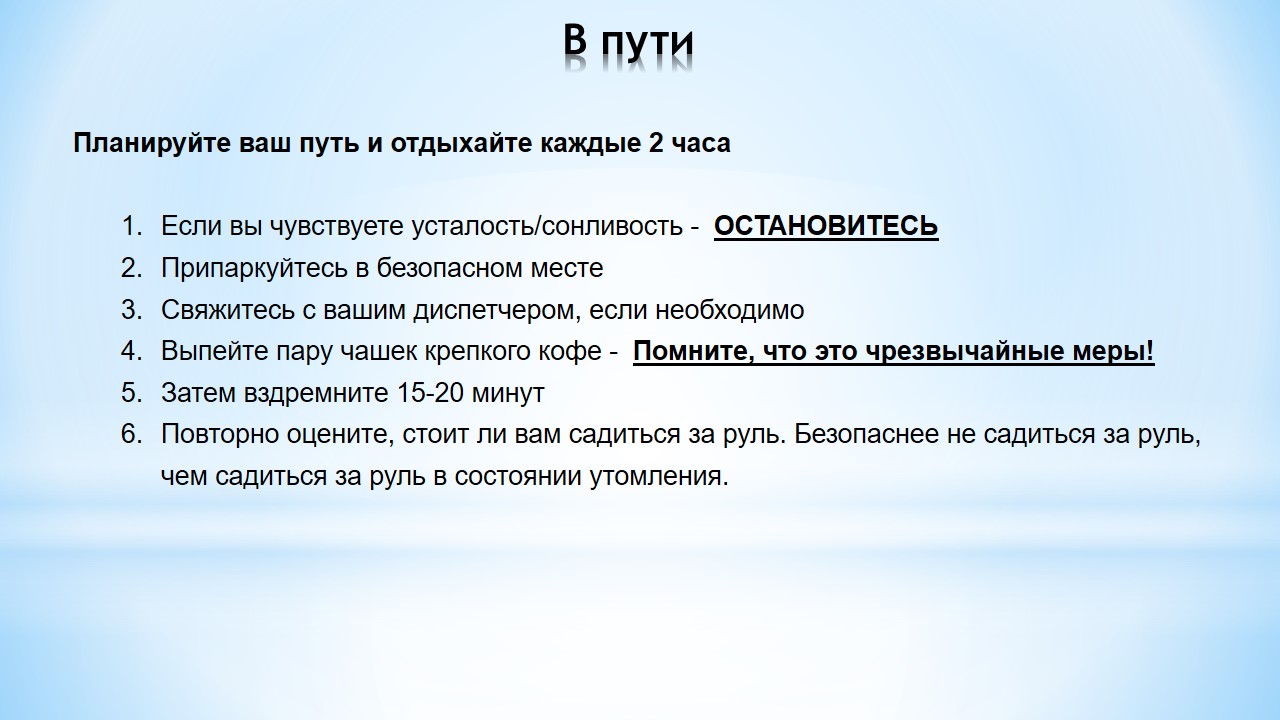 В пути
Планируйте ваш путь и отдыхайте каждые 2 часа
1. Если вы чувствуете усталость/сонливость - ОСТАНОВИТЕСЬ
2. Припаркуйтесь в безопасном месте
3. Свяжитесь с вашим диспетчером, если необходимо
4. Выпейте пару чашек крепкого кофе - Помните, что это чрезвычайные меры!
5. Затем вздремните 15-20 минут
6. Повторно оцените, стоит ли вам садиться за руль. Безопаснее не садиться за руль,
чем садиться за руль в состоянии утомления.